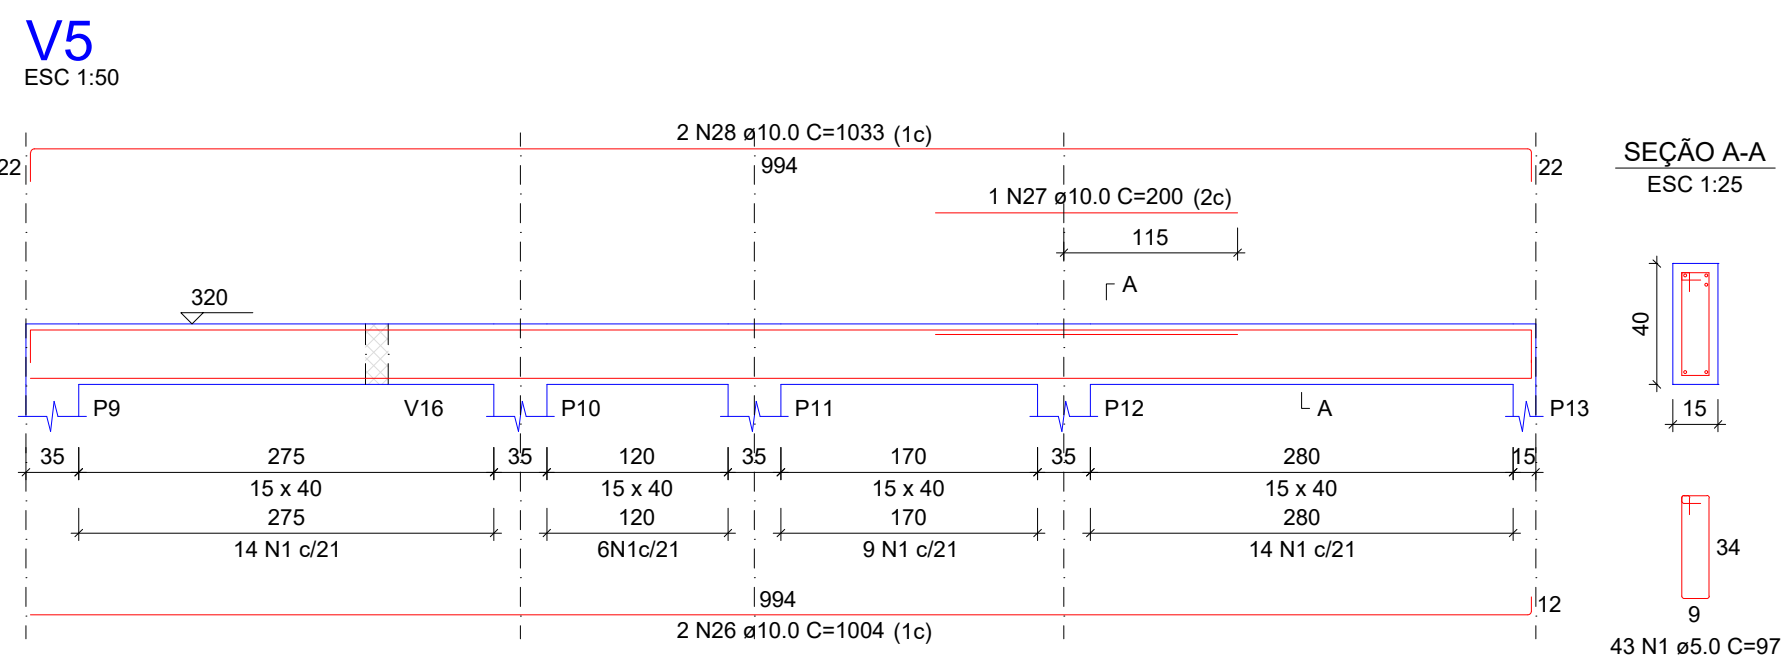 V5
ESC 1:50
2 N28 ø10.0 C=1033 (1c)
22
994
22
1 N27 ø10.0 C=200 (2c)
115
A
320
P9
V16
P10
P11
P12
A
P13
35 275 35 120 35 170 35 280 15
15 x 40 15 x 40 15 x 40 15 x 40
275 120 170 280
14 N1 c/21 6N1c/21 9 N1 c/21 14 N1 c/21
994
12
2 N26 ø10.0 C=1004 (1c)
SEÇÃO A-A
ESC 1:25
40
15
34
9
43 N1 ø5.0 C=97